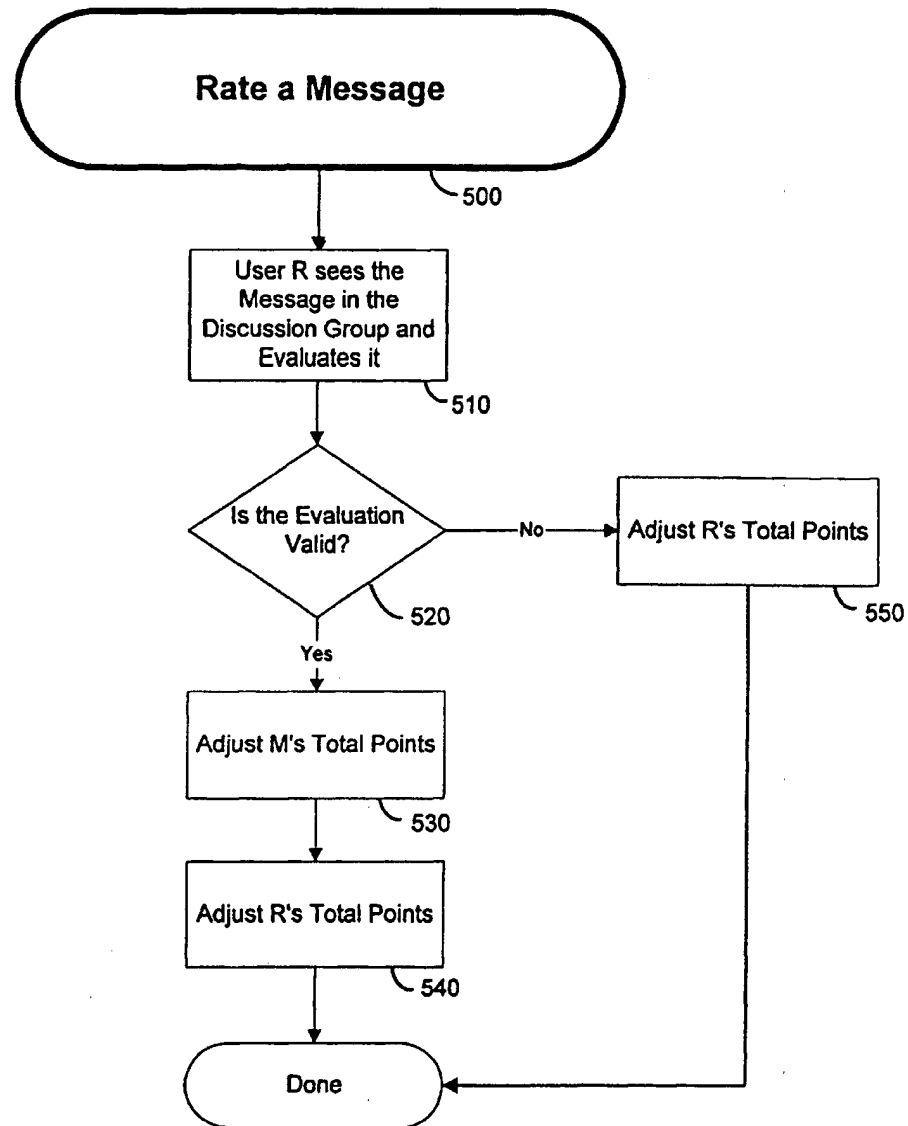 Rate a Message
500
User R sees the
Message in the
Discussion Group and
Evaluates it
510
Is the Evaluation
Valid?
No
Adjust R's Total Points
520
550
Yes
Adjust M's Total Points
530
Adjust R's Total Points
540
Done